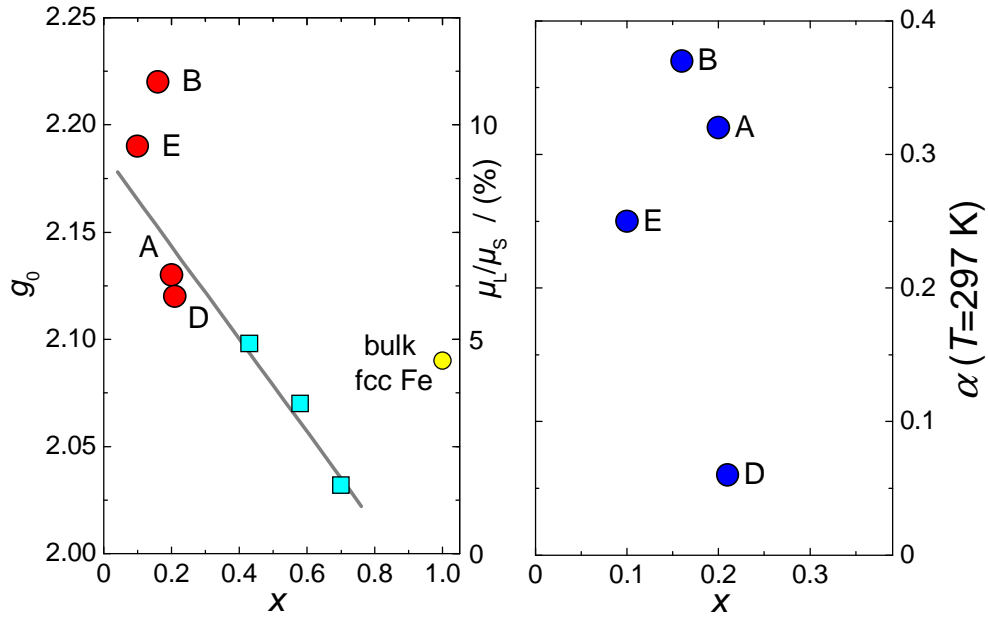 2.25
2.20
2.15
2.10
2.05
2.00
g₀
B
E
A
D
bulk
fcc Fe
0.0
0.2
0.4
0.6
0.8
1.0
x
10
5
0
μL/μS / (%)
B
A
E
D
0
0.1
0.2
0.3
x
0.4
0.3
0.2
0.1
0
α (T=297 K)